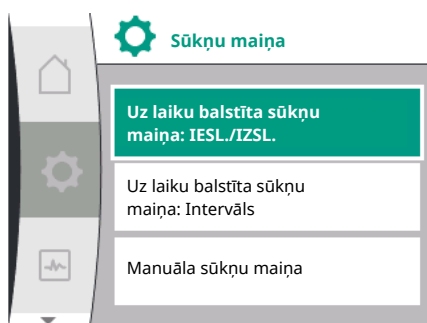 Sūkņu maiņa
Uz laiku balstīta sūkņu
maiņa: IESL./IZSL.
Uz laiku balstīta sūkņu
maiņa: Intervāls
Manuāla sūkņu maiņa